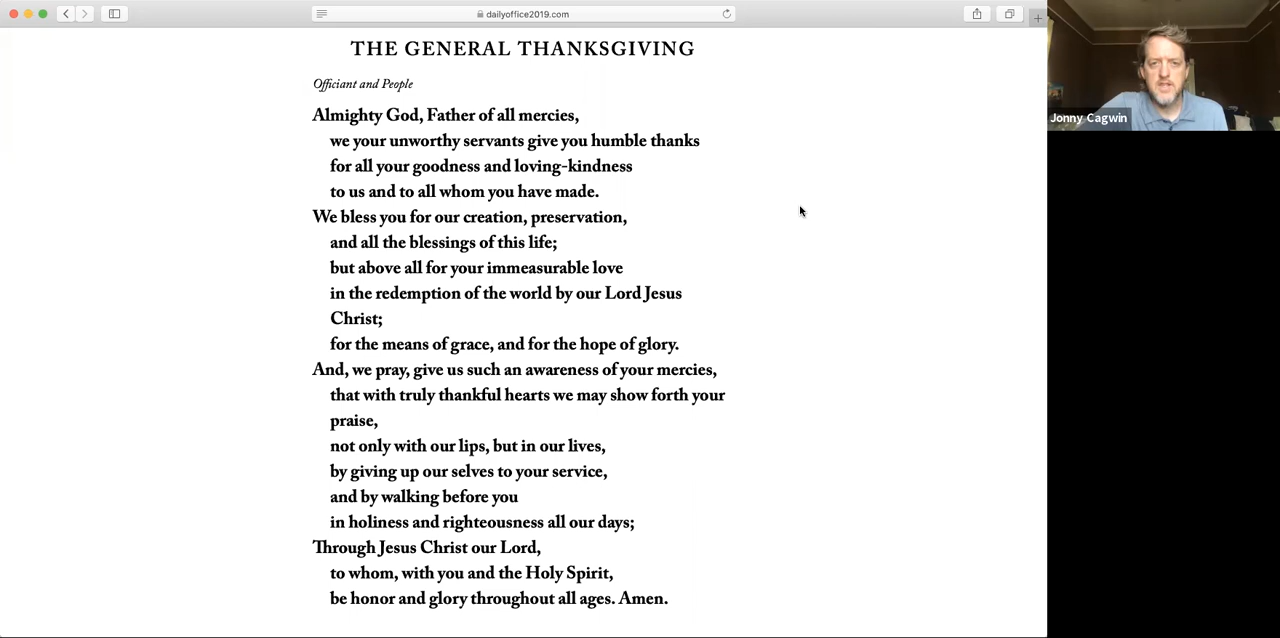 dailyoffice2019.com
THE GENERAL THANKSGIVING
Officiant and People
Almighty God, Father of all mercies,
we your unworthy servants give you humble thanks
for all your goodness and loving-kindness
to us and to all whom you have made.
We bless you for our creation, preservation,
and all the blessings of this life;
but above all for your immeasurable love
in the redemption of the world by our Lord Jesus
Christ;
for the means of grace, and for the hope of glory.
And, we pray, give us such an awareness of your mercies,
that with truly thankful hearts we may show forth your
praise,
not only with our lips, but in our lives,
by giving up our selves to your service,
and by walking before you
in holiness and righteousness all our days;
Through Jesus Christ our Lord,
to whom, with you and the Holy Spirit,
be honor and glory throughout all ages. Amen.
Jonny Cagwin